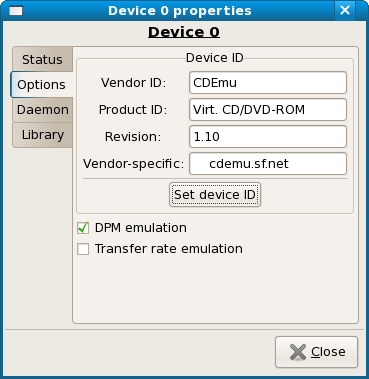 Device 0 properties
Device 0
Status
Options
Daemon
Library
Device ID
Vendor ID: CDEmu
Product ID: Virt. CD/DVD-ROM
Revision: 1.10
Vendor-specific: cdemu.sf.net
Set device ID
DPM emulation
Transfer rate emulation
Close